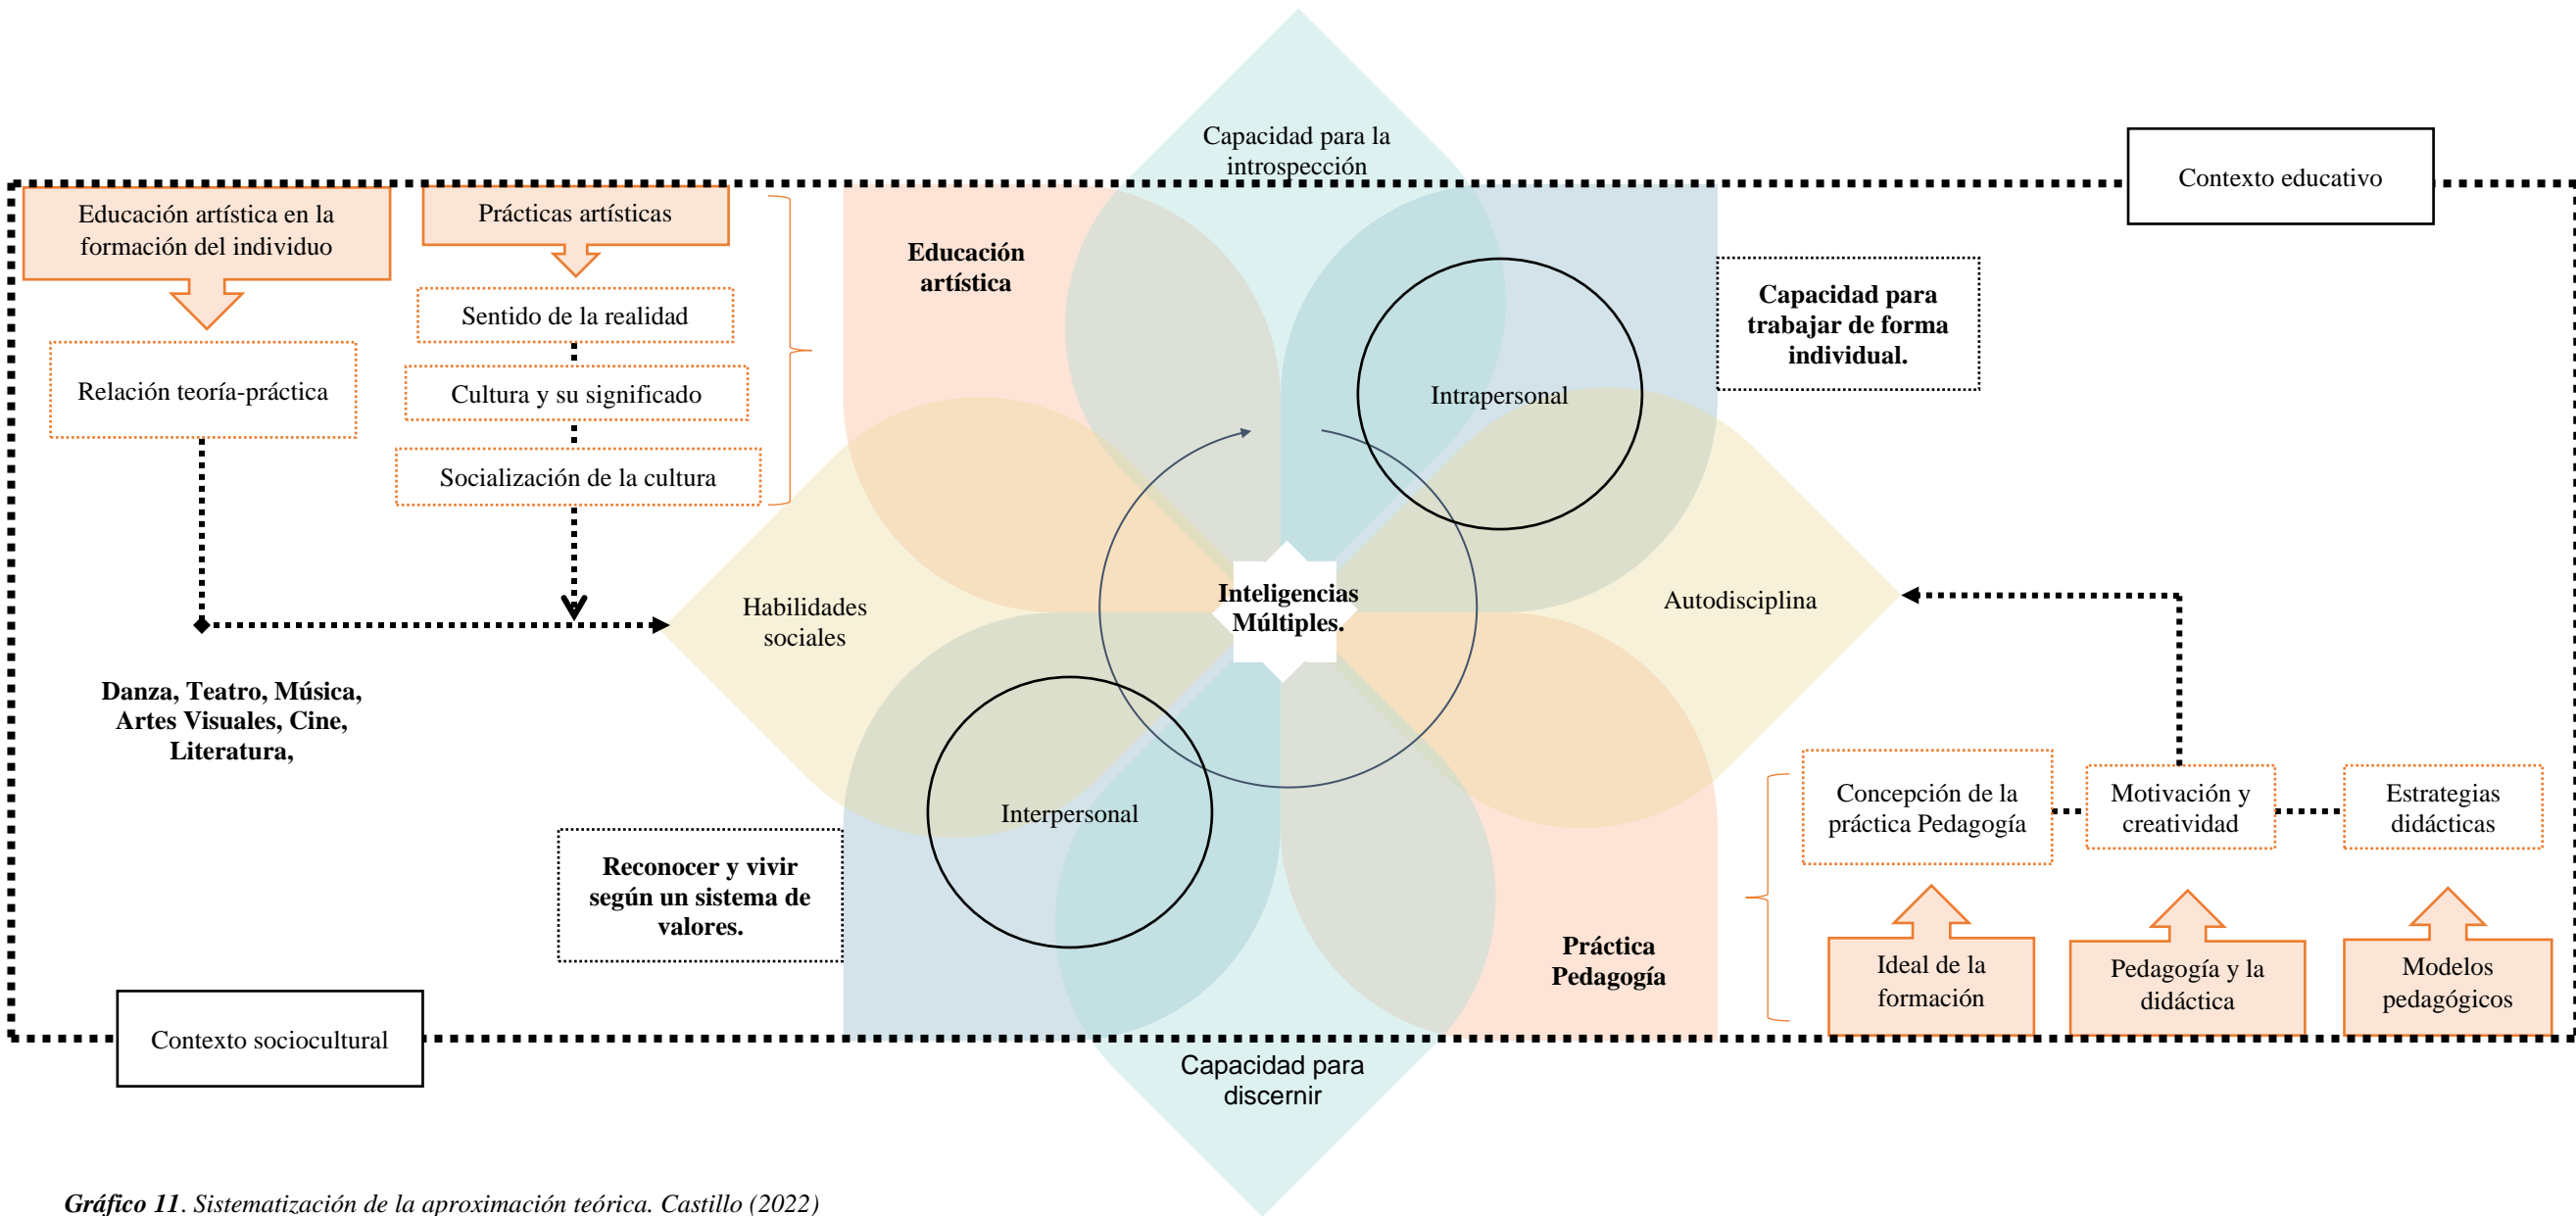 Capacidad para la
introspección
Contexto educativo
Educación artística en la
formación del individuo
Prácticas artísticas
Sentido de la realidad
Relación teoría-práctica
Cultura y su significado
Socialización de la cultura
Educación
artística
Intrapersonal
Capacidad para
trabajar de forma
individual.
Habilidades
sociales
Inteligencias
Múltiples.
Autodisciplina
Danza, Teatro, Música,
Artes Visuales, Cine,
Literatura,
Interpersonal
Reconocer y vivir
según un sistema de
valores.
Concepción de la
práctica Pedagogía
Motivación y
creatividad
Estrategias
didácticas
Práctica
Pedagogía
Ideal de la
formación
Pedagogía y la
didáctica
Modelos
pedagógicos
Contexto sociocultural
Capacidad para
discernir
Gráfico 11. Sistematización de la aproximación teórica. Castillo (2022)